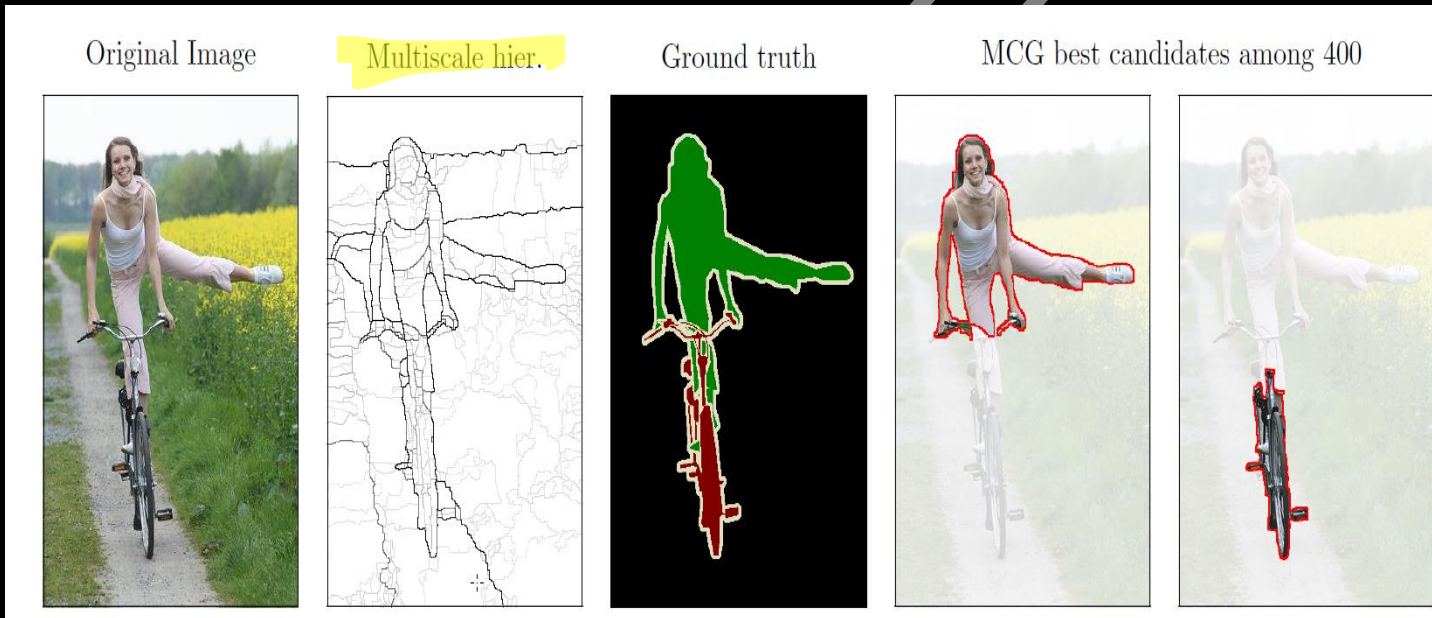 Original Image
Multiscale hier.
Ground truth
MCG best candidates among 400